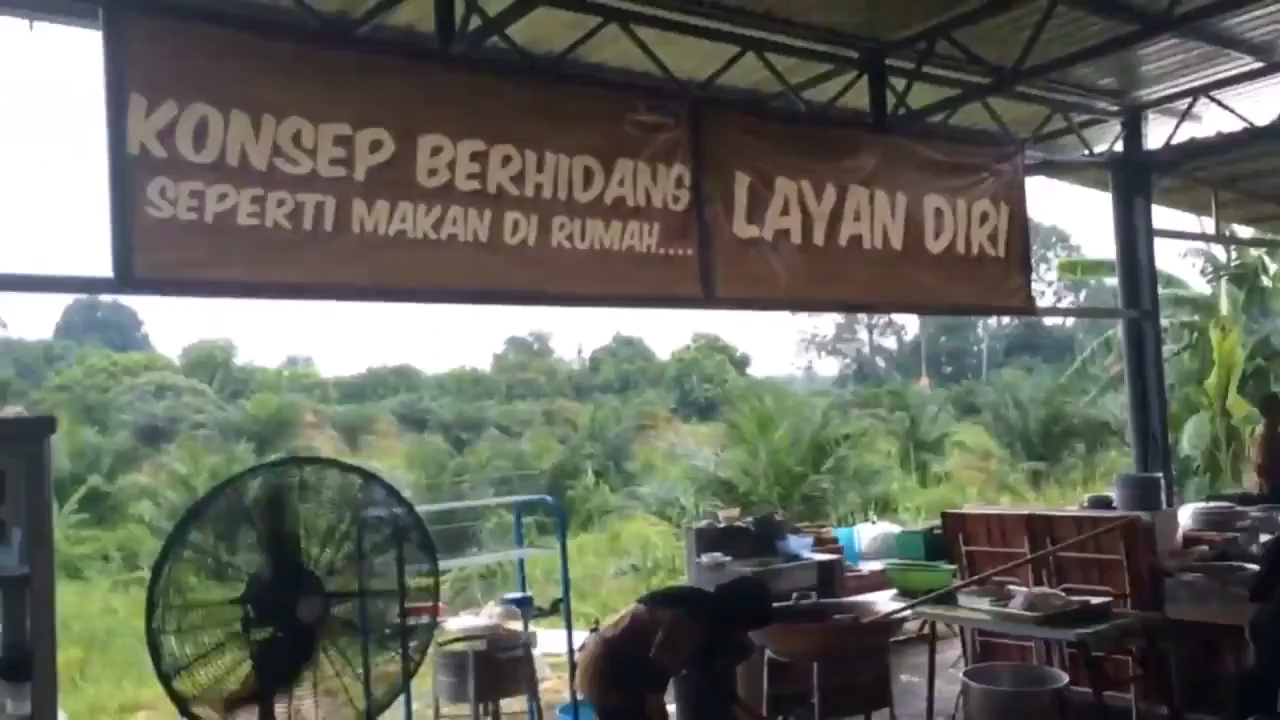 KONSEP BERHIDANG
SEPERTI MAKAN DI RUMAH....
LAYAN DIRI